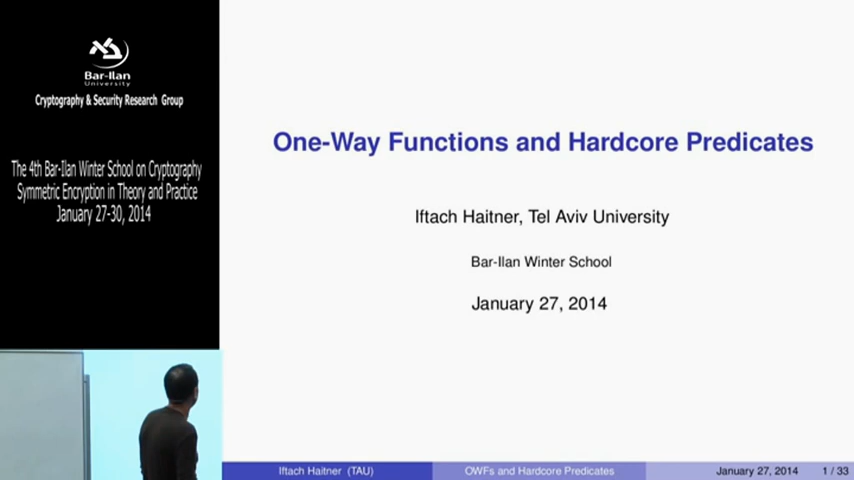 Bar-Ilan
University
Cryptography & Security Research Group
The 4th Bar-Ilan Winter School on Cryptography
Symmetric Encryption in Theory and Practice
January 27-30, 2014
One-Way Functions and Hardcore Predicates
Iftach Haitner, Tel Aviv University
Bar-Ilan Winter School
January 27, 2014
Iftach Haitner (TAU)
OWFs and Hardcore Predicates
January 27, 2014
1 / 33